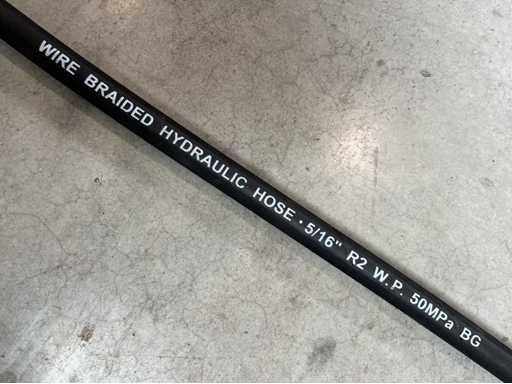 WIRE BRAIDED HYDRAULIC HOSE · 5/16" R2 W.P. 50MPa BG